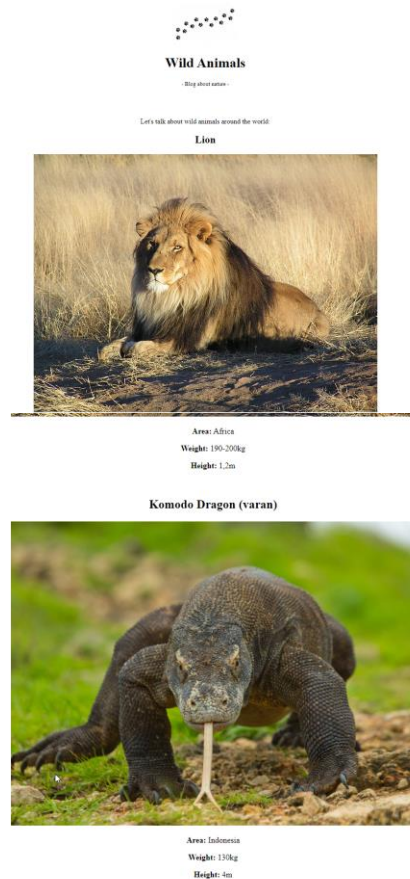 Wild Animals
- Blog about nature -
Let's talk about wild animals around the world:
Lion
Area: Africa
Weight: 190-200kg
Height: 1,2m
Komodo Dragon (varan)
Area: Indonesia
Weight: 130kg
Height: 4m